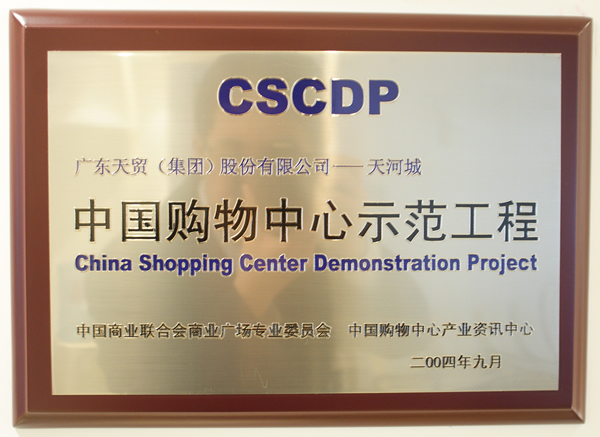 CSCDP
广东天贸（集团）股份有限公司——天河城
中国购物中心示范工程
China Shopping Center Demonstration Project
中国商业联合会商业广场专业委员会 中国购物中心产业资讯中心
二00四年九月